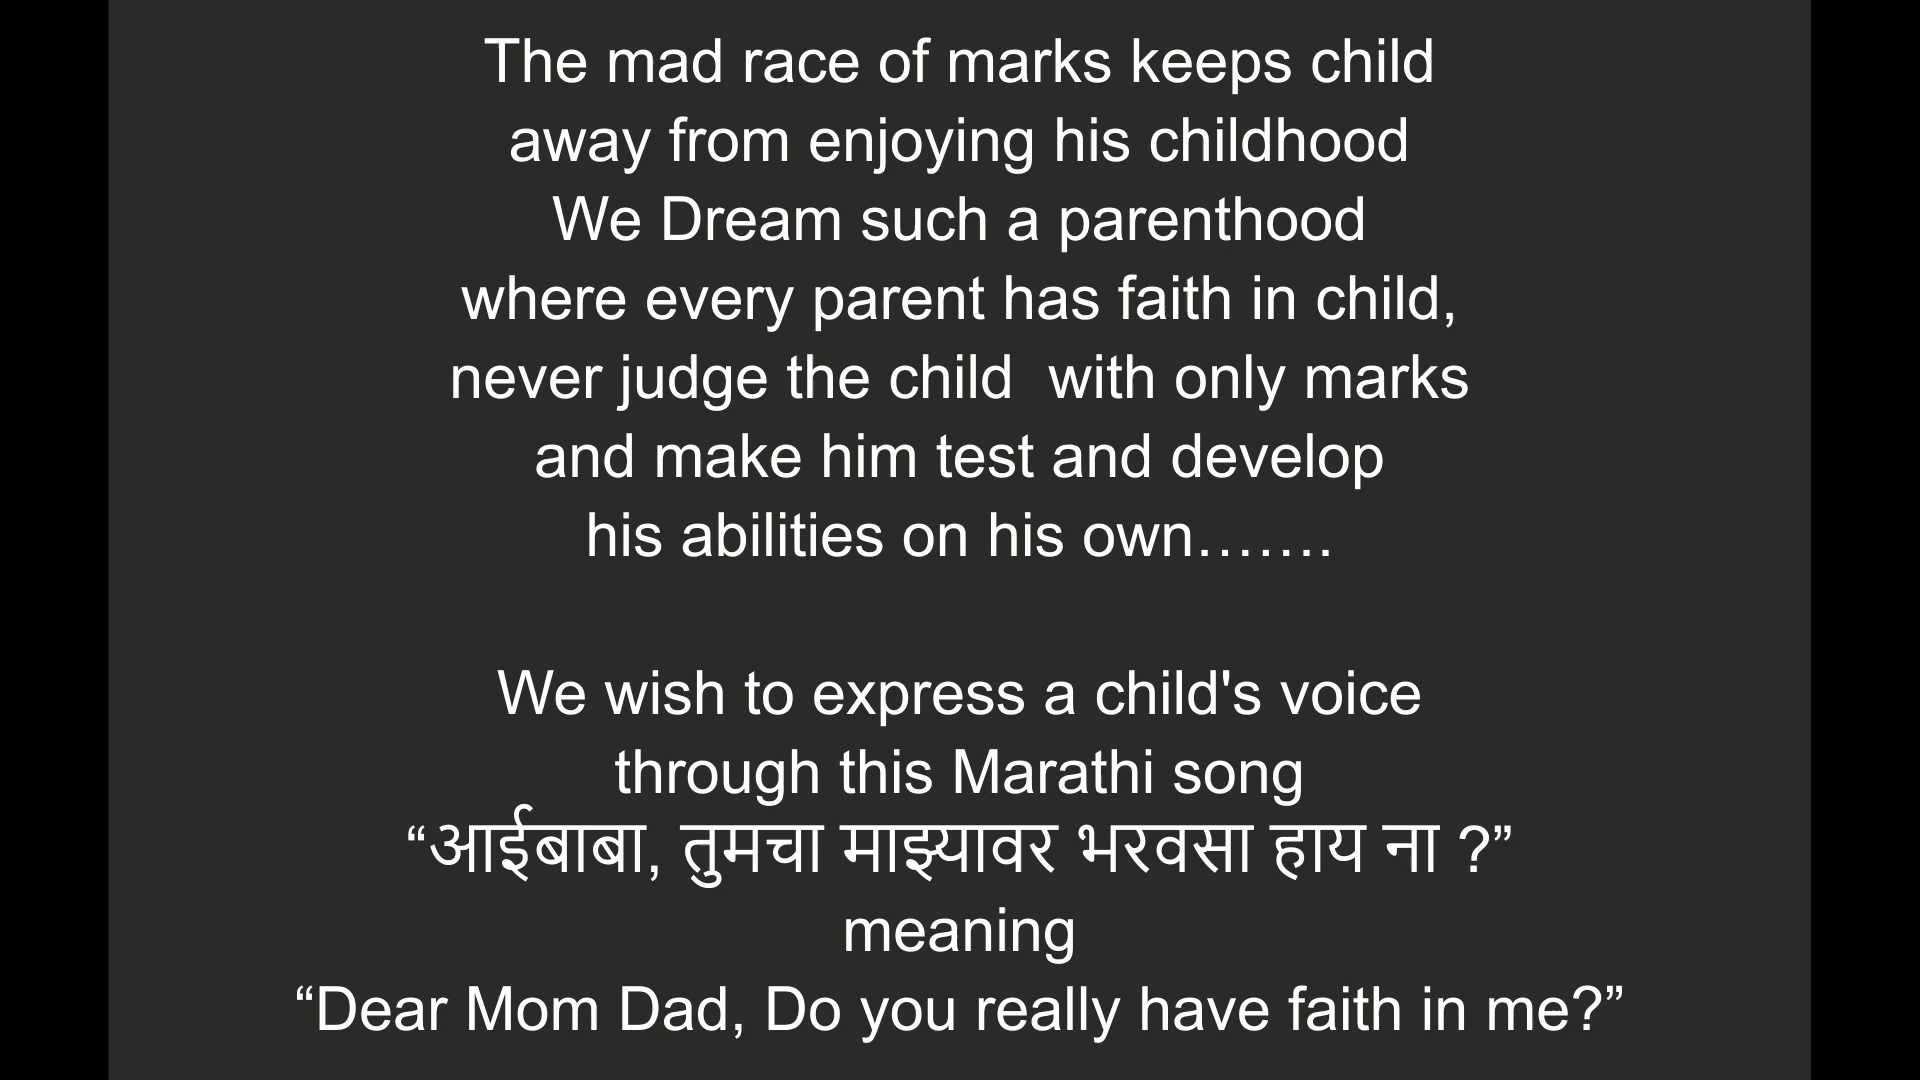 The mad race of marks keeps child
away from enjoying his childhood
We Dream such a parenthood
where every parent has faith in child,
never judge the child  with only marks
and make him test and develop
his abilities on his own…….
We wish to express a child's voice
through this Marathi song
“आईबाबा, तुमचा माझ्यावर भरवसा हाय ना ?”
meaning
“Dear Mom Dad, Do you really have faith in me?”